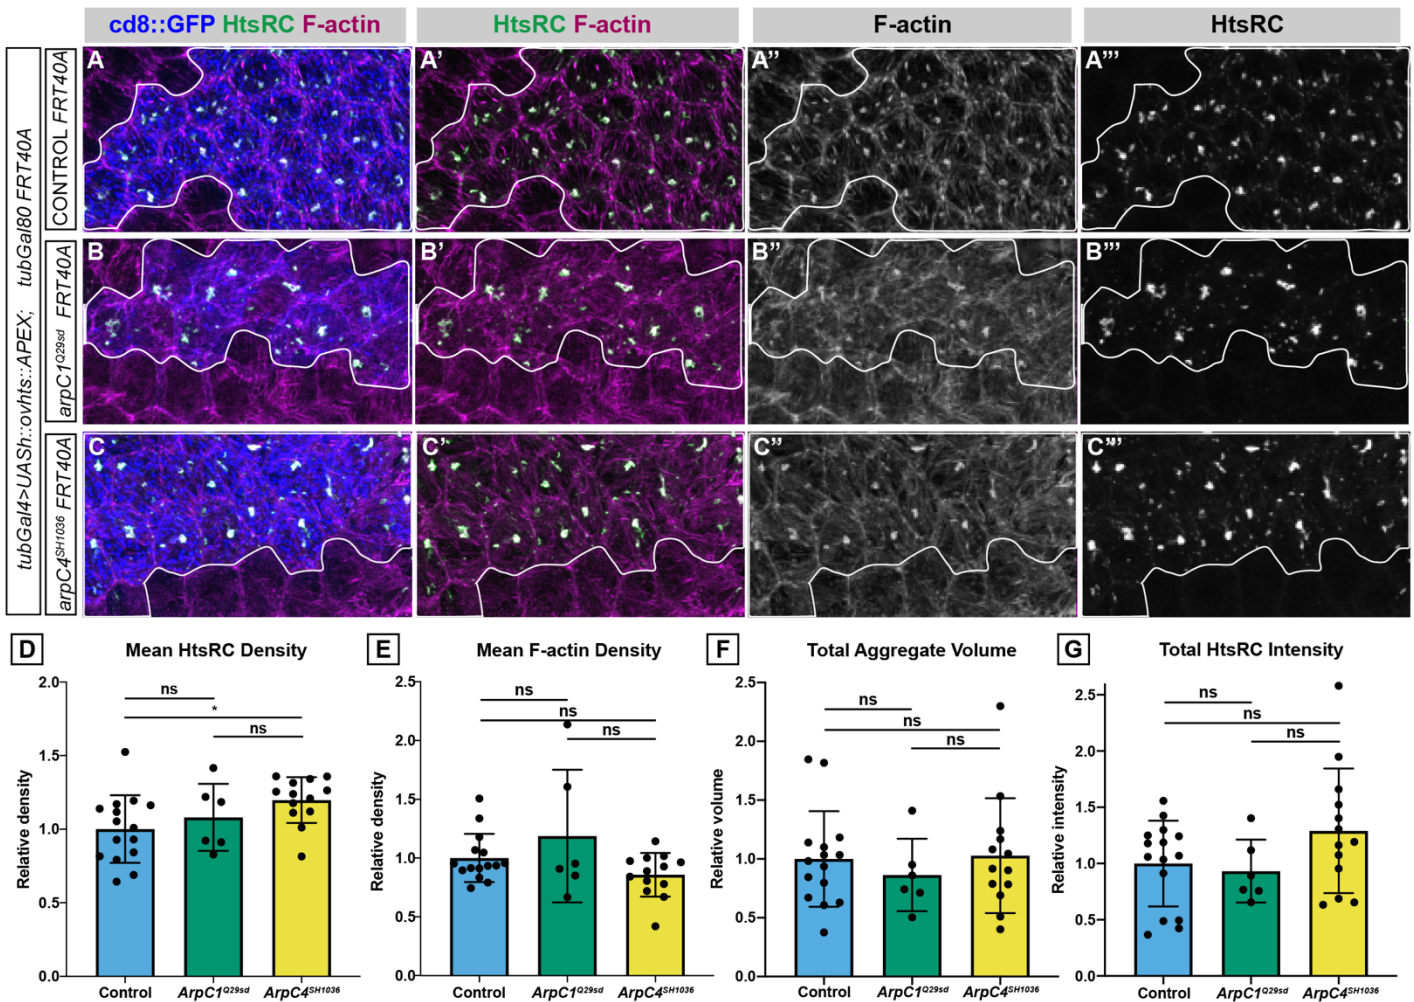 cd8::GFP HtsRC F-actin
HtsRC F-actin
F-actin
HtsRC
tubGal4>UASh::ovhts::APEX; tubGal80 FRT40A
CONTROL FRT40A
A
A'
A''
A'''
arpC1Q29sd FRT40A
B
B'
B''
B'''
arpC4SH1036 FRT40A
C
C'
C''
C'''
D
Mean HtsRC Density
Relative density
2.0
1.5
1.0
0.5
0.0
ns
*
ns
Control
ArpC1Q29sd
ArpC4SH1036
E
Mean F-actin Density
Relative density
2.5
2.0
1.5
1.0
0.5
0.0
ns
ns
ns
Control
ArpC1Q29sd
ArpC4SH1036
F
Total Aggregate Volume
Relative volume
2.5
2.0
1.5
1.0
0.5
0.0
ns
ns
ns
Control
ArpC1Q29sd
ArpC4SH1036
G
Total HtsRC Intensity
Relative intensity
2.5
2.0
1.5
1.0
0.5
0.0
ns
ns
ns
Control
ArpC1Q29sd
ArpC4SH1036